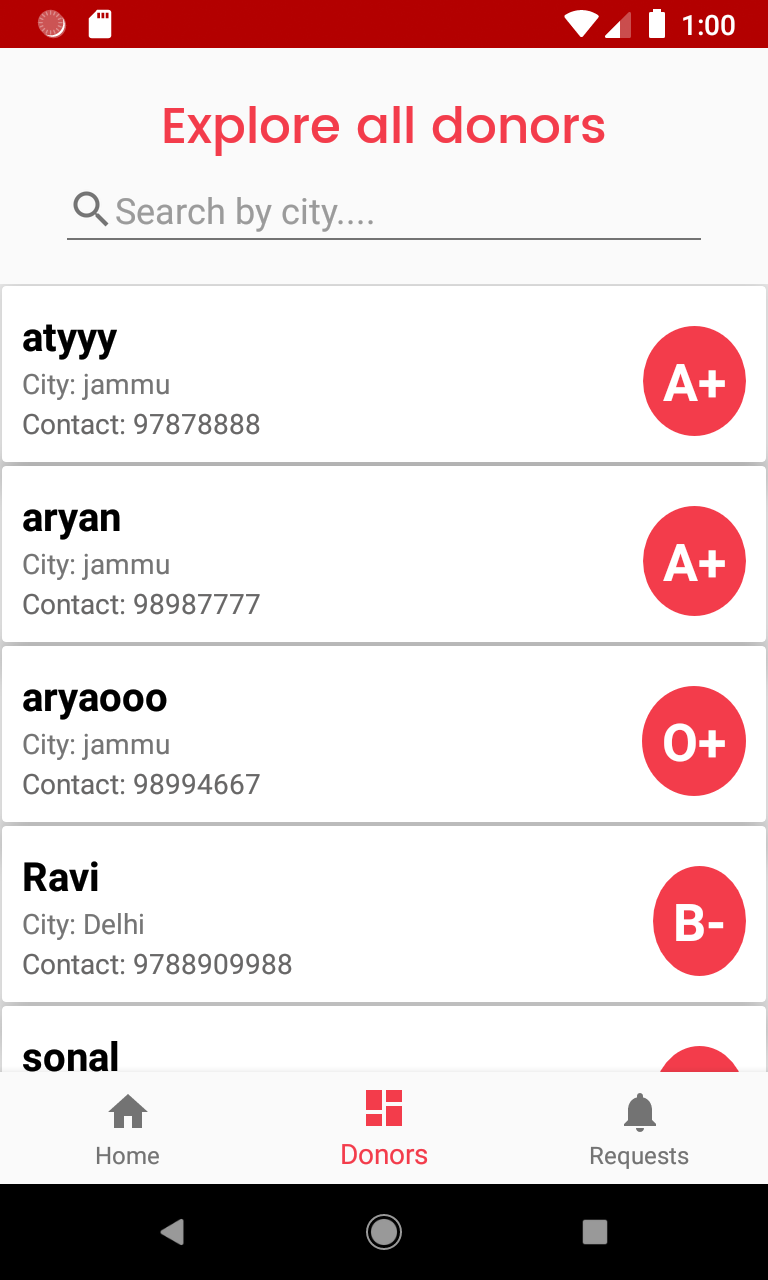 1:00
Explore all donors
Search by city....
atyyy
City: jammu
Contact: 97878888
A+
aryan
City: jammu
Contact: 98987777
A+
aryaooo
City: jammu
Contact: 98994667
O+
Ravi
City: Delhi
Contact: 9788909988
B-
sonal
Home
Donors
Requests